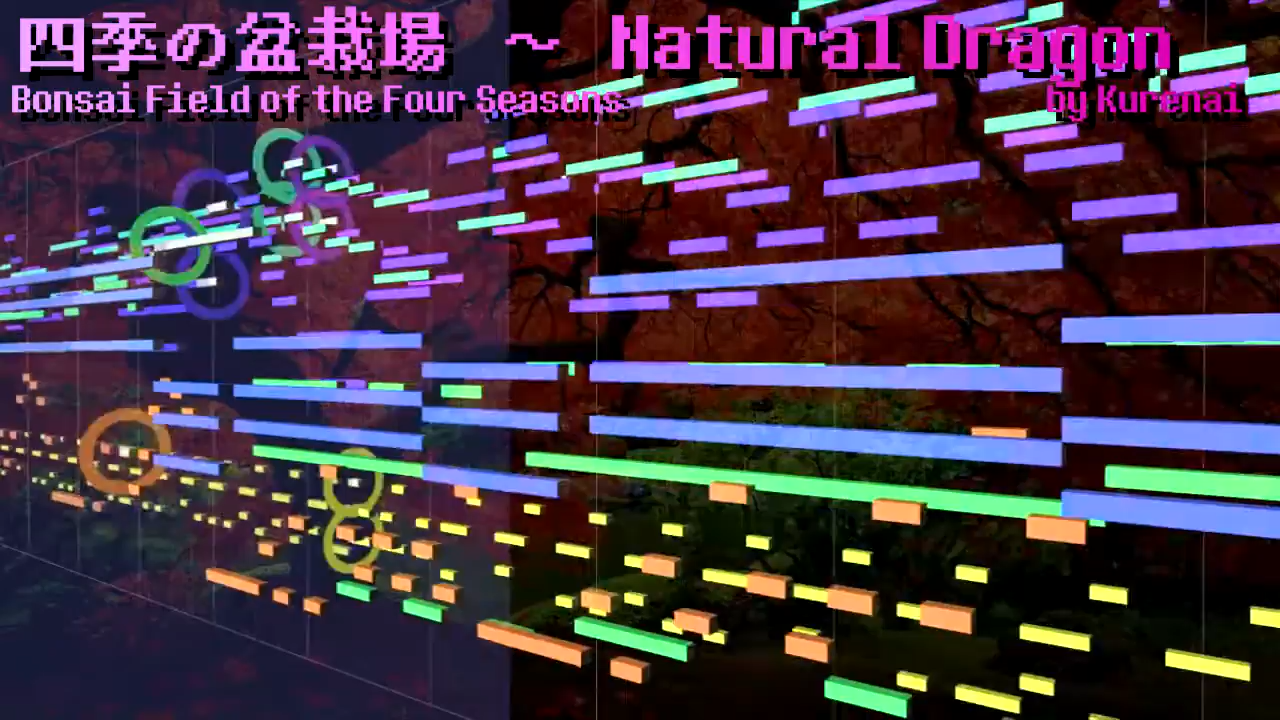 四季の盆栽場 ～ Natural Dragon
Bonsai Field of the Four Seasons
by Kurenai